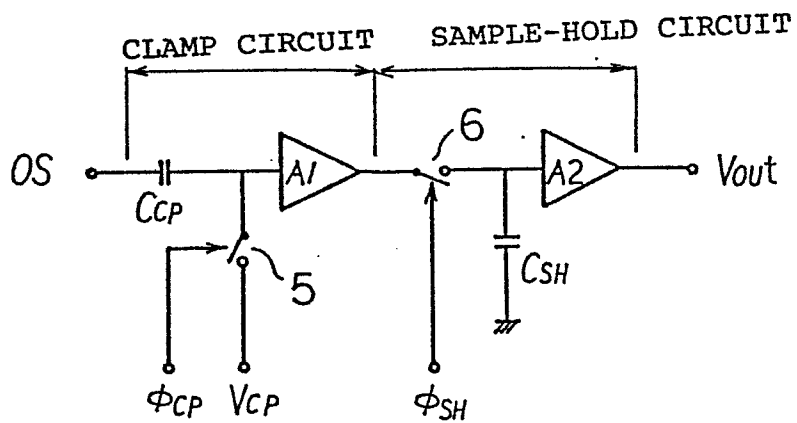 CLAMP CIRCUIT
SAMPLE-HOLD CIRCUIT
6
OS
A1
A2
Vout
CCP
5
CSH
ϕCP
VCP
ϕSH